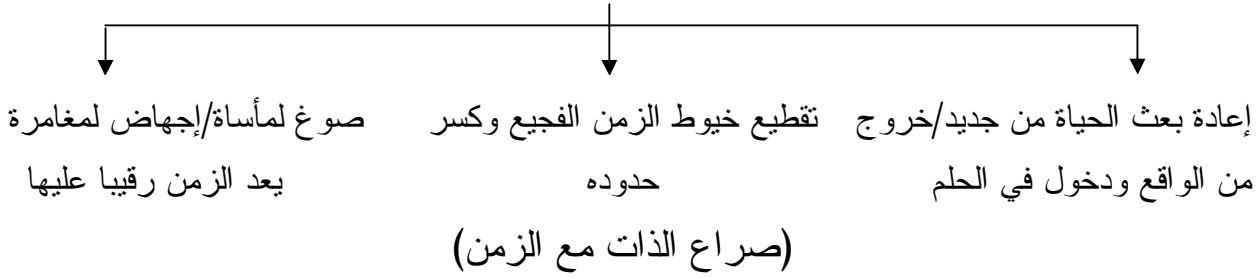 إعادة بعث الحياة من جديد/خروج تقطيع خيوط الزمن الفجيع وكسر صوغ لمأساة/إجهاض لمغامرة
من الواقع ودخول في الحلم حدوده يعد الزمن رقيبا عليها
(صراع الذات مع الزمن)